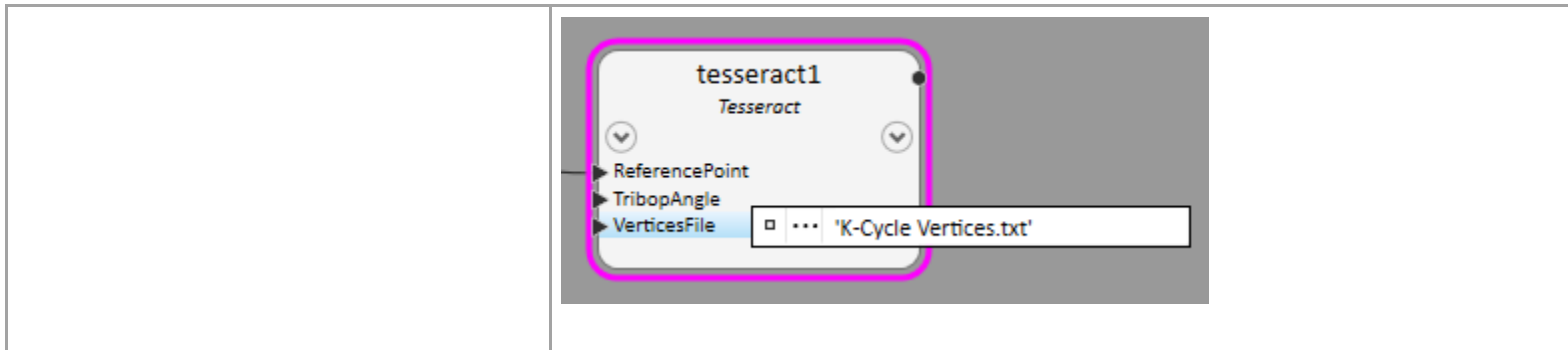 tesseract1
Tesseract
ReferencePoint
TribopAngle
VerticesFile
'K-Cycle Vertices.txt'